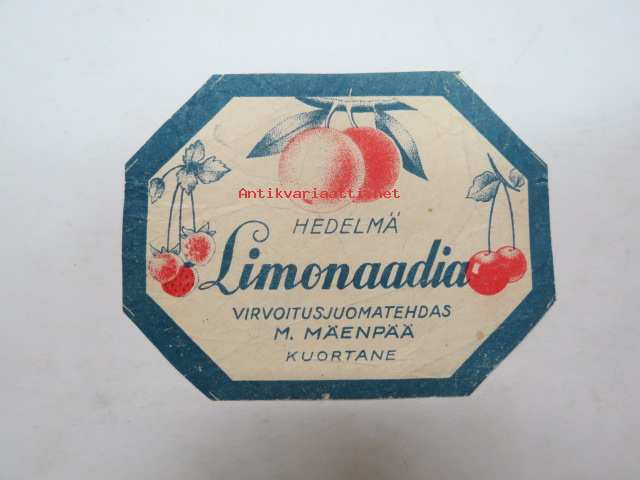 Antikvariaatti.net
HEDELMÄ
Limonaadia
VIRVOITUSJUOMATEHDAS
M. MÄENPÄÄ
KUORTANE